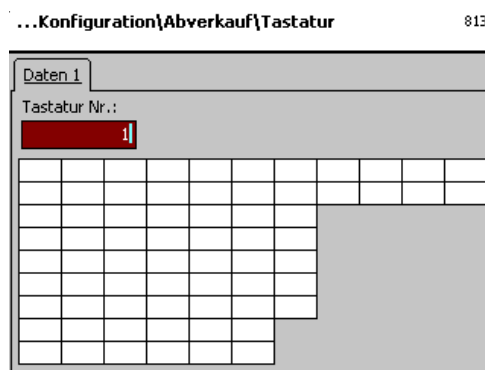 ...Konfiguration\Abverkauf\Tastatur 813
Daten 1
Tastatur Nr.:
1